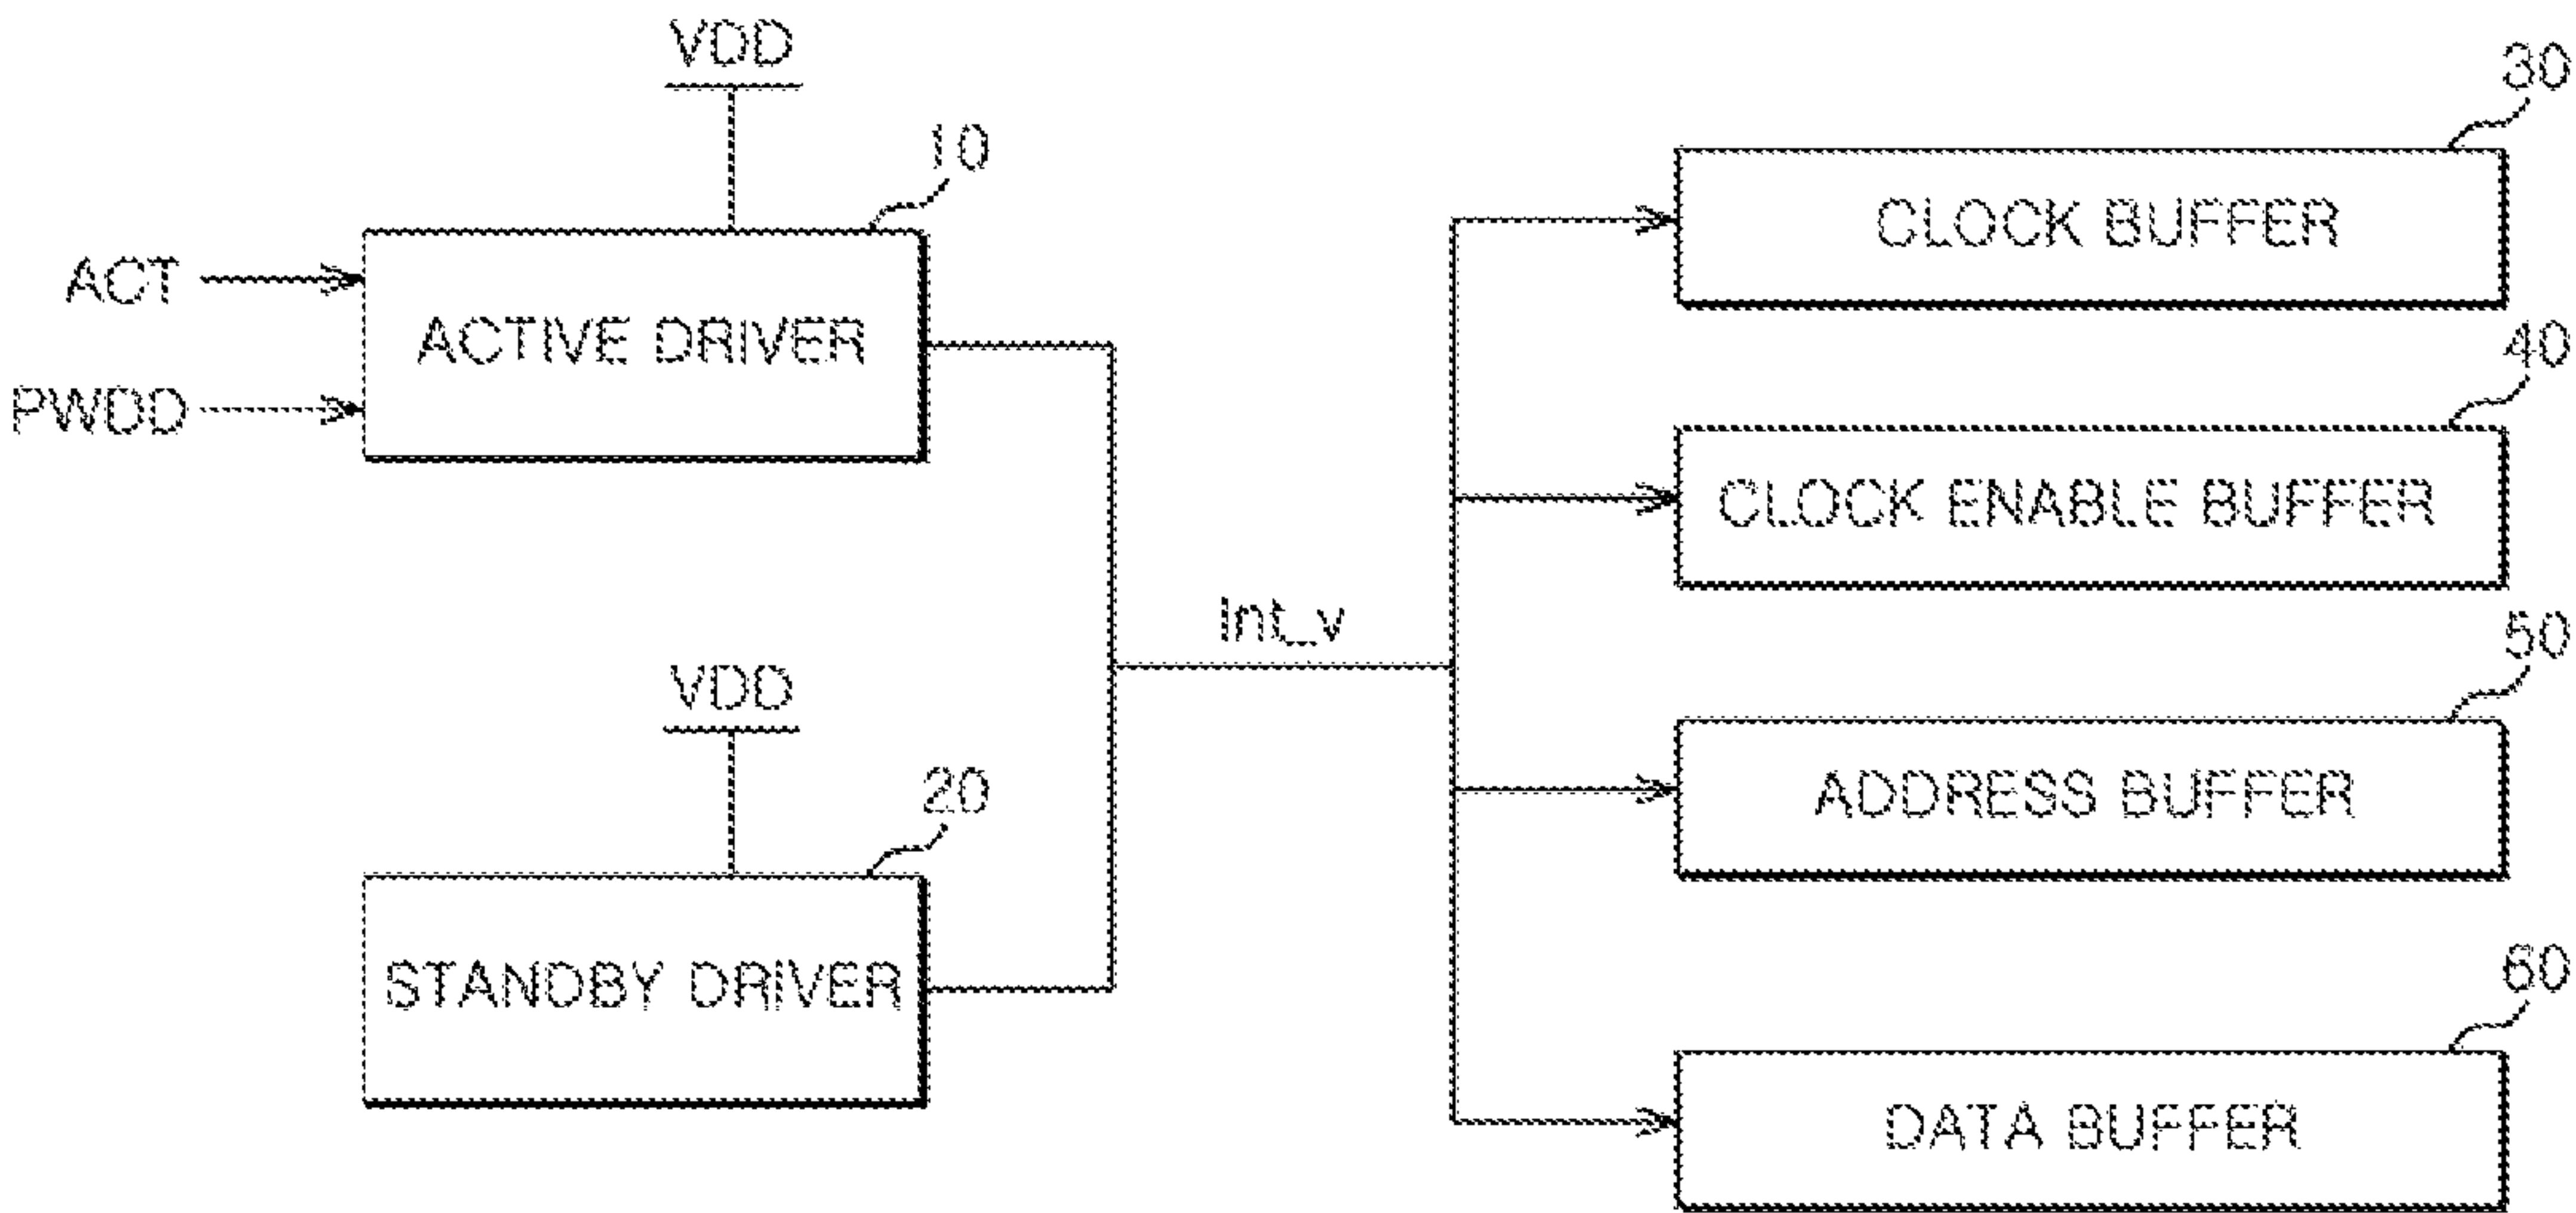 VDD
10
ACT
ACTIVE DRIVER
PWDD
VDD
20
STANDBY DRIVER
Int_v
30
CLOCK BUFFER
40
CLOCK ENABLE BUFFER
50
ADDRESS BUFFER
60
DATA BUFFER